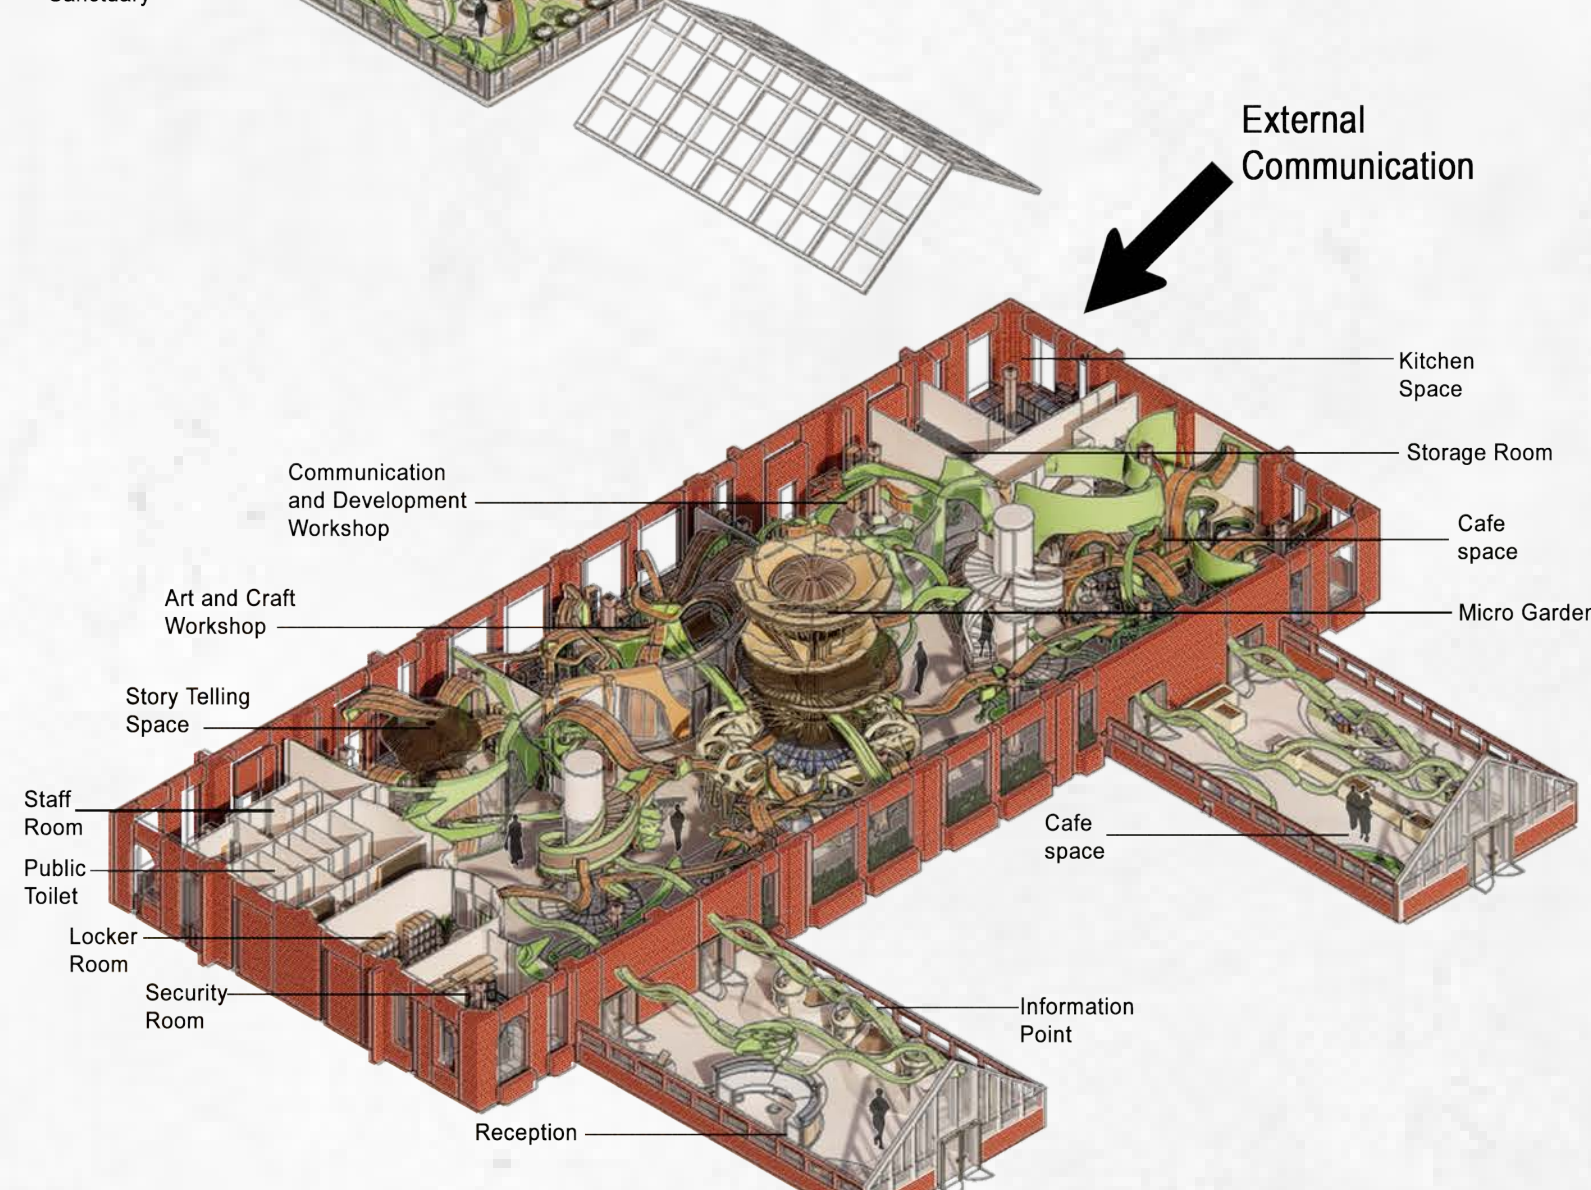 External
Communication
Kitchen
Space
Storage Room
Communication
and Development
Workshop
Cafe
space
Art and Craft
Workshop
Micro Garden
Story Telling
Space
Staff
Room
Public
Toilet
Cafe
space
Locker
Room
Security
Room
Information
Point
Reception